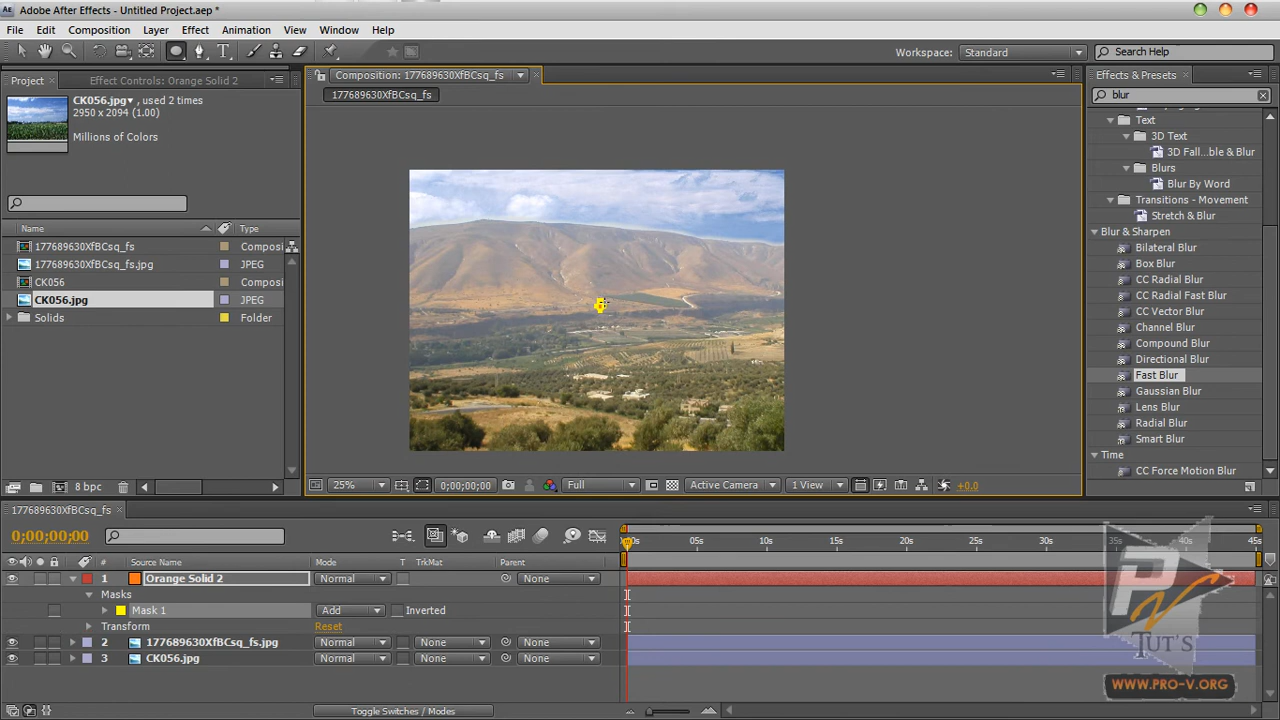 Adobe After Effects - Untitled Project.aep *
File Edit Composition Layer Effect Animation View Window Help
Workspace: Standard Search Help
Project Effect Controls: Orange Solid 2
Composition: 177689630XfBCsq_fs
Effects & Presets
177689630XfBCsq_fs
blur
CK056.jpg▾, used 2 times
2950 x 2094 (1.00)
Millions of Colors
Name Type
177689630XfBCsq_fs Composi
177689630XfBCsq_fs.jpg JPEG
CK056 Composi
CK056.jpg JPEG
Solids Folder
8 bpc
Text
3D Text
3D Fall...ble & Blur
Blurs
Blur By Word
Transitions - Movement
Stretch & Blur
Blur & Sharpen
Bilateral Blur
Box Blur
CC Radial Blur
CC Radial Fast Blur
CC Vector Blur
Channel Blur
Compound Blur
Directional Blur
Fast Blur
Gaussian Blur
Lens Blur
Radial Blur
Smart Blur
Time
CC Force Motion Blur
25% 0;00;00;00 Full Active Camera 1 View +0.0
177689630XfBCsq_fs
0;00;00;00
05s 10s 15s 20s 25s 30s 35s 40s 45s
# Source Name Mode T TrkMat Parent
1 Orange Solid 2 Normal None
Masks
Mask 1 Add Inverted
Transform Reset
2 177689630XfBCsq_fs.jpg Normal None None
3 CK056.jpg Normal None None
Toggle Switches / Modes
PV
TUT'S
WWW.PRO-V.ORG